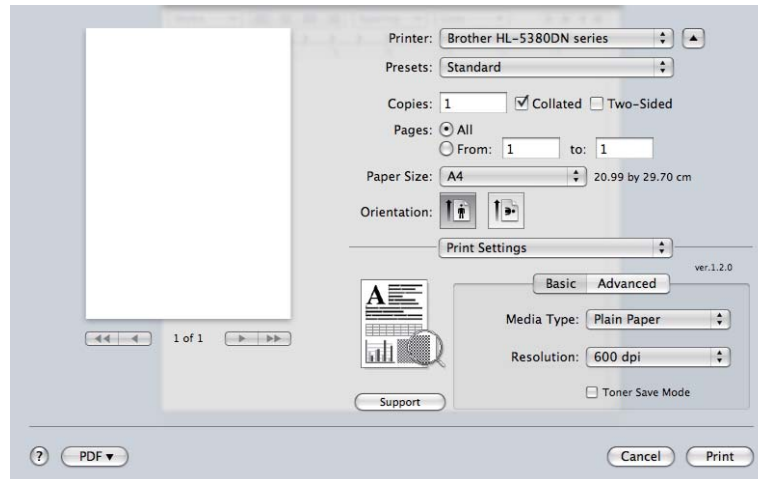 Printer: Brother HL-5380DN series
Presets: Standard
Copies: 1 Collated Two-Sided
Pages: All
From: 1 to: 1
Paper Size: A4 20.99 by 29.70 cm
Orientation:
Print Settings
ver.1.2.0
Basic Advanced
A
Media Type: Plain Paper
1 of 1
Resolution: 600 dpi
Toner Save Mode
Support
? PDF Cancel Print